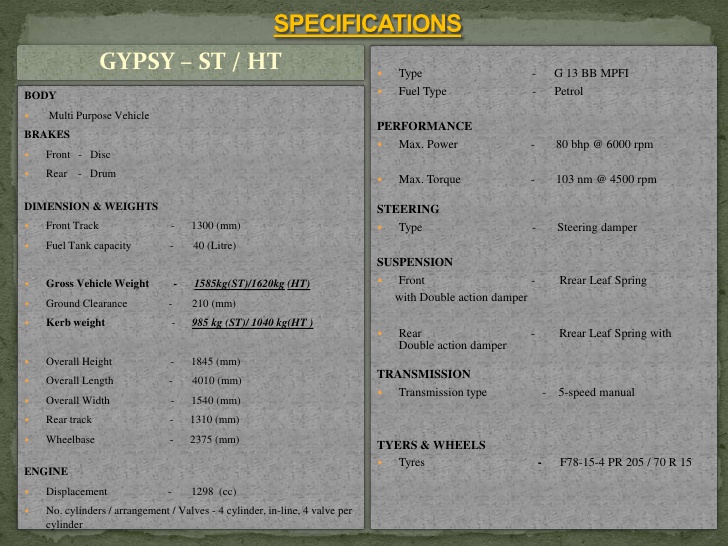 SPECIFICATIONS
GYPSY – ST / HT
BODY
• Multi Purpose Vehicle
BRAKES
• Front - Disc
• Rear - Drum
DIMENSION & WEIGHTS
• Front Track - 1300 (mm)
• Fuel Tank capacity - 40 (Litre)
• Gross Vehicle Weight - 1585kg(ST)/1620kg (HT)
• Ground Clearance - 210 (mm)
• Kerb weight - 985 kg (ST)/ 1040 kg(HT )
• Overall Height - 1845 (mm)
• Overall Length - 4010 (mm)
• Overall Width - 1540 (mm)
• Rear track - 1310 (mm)
• Wheelbase - 2375 (mm)
ENGINE
• Displacement - 1298 (cc)
• No. cylinders / arrangement / Valves - 4 cylinder, in-line, 4 valve per
cylinder
• Type - G 13 BB MPFI
• Fuel Type - Petrol
PERFORMANCE
• Max. Power - 80 bhp @ 6000 rpm
• Max. Torque - 103 nm @ 4500 rpm
STEERING
• Type - Steering damper
SUSPENSION
• Front - Rrear Leaf Spring
with Double action damper
• Rear - Rrear Leaf Spring with
Double action damper
TRANSMISSION
• Transmission type - 5-speed manual
TYERS & WHEELS
• Tyres - F78-15-4 PR 205 / 70 R 15